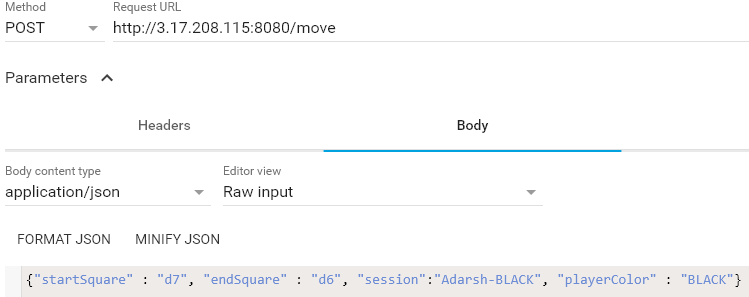 Method Request URL
POST http://3.17.208.115:8080/move
Parameters
Headers Body
Body content type Editor view
application/json Raw input
FORMAT JSON MINIFY JSON
{"startSquare" : "d7", "endSquare" : "d6", "session":"Adarsh-BLACK", "playerColor" : "BLACK"}